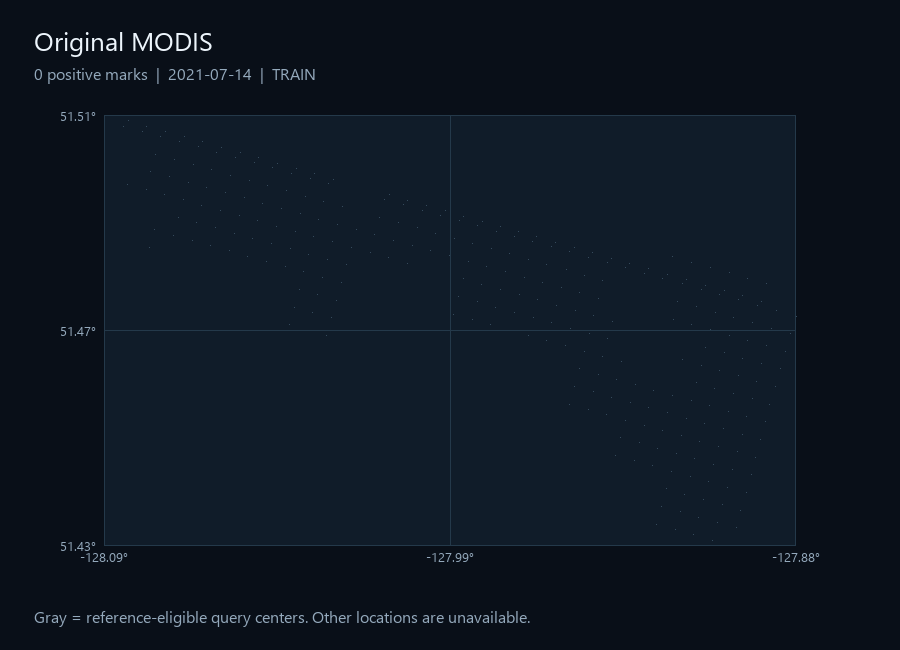 Original MODIS
0 positive marks | 2021-07-14 | TRAIN
51.51°
51.47°
51.43°
-128.09°
-127.99°
-127.88°
Gray = reference-eligible query centers. Other locations are unavailable.